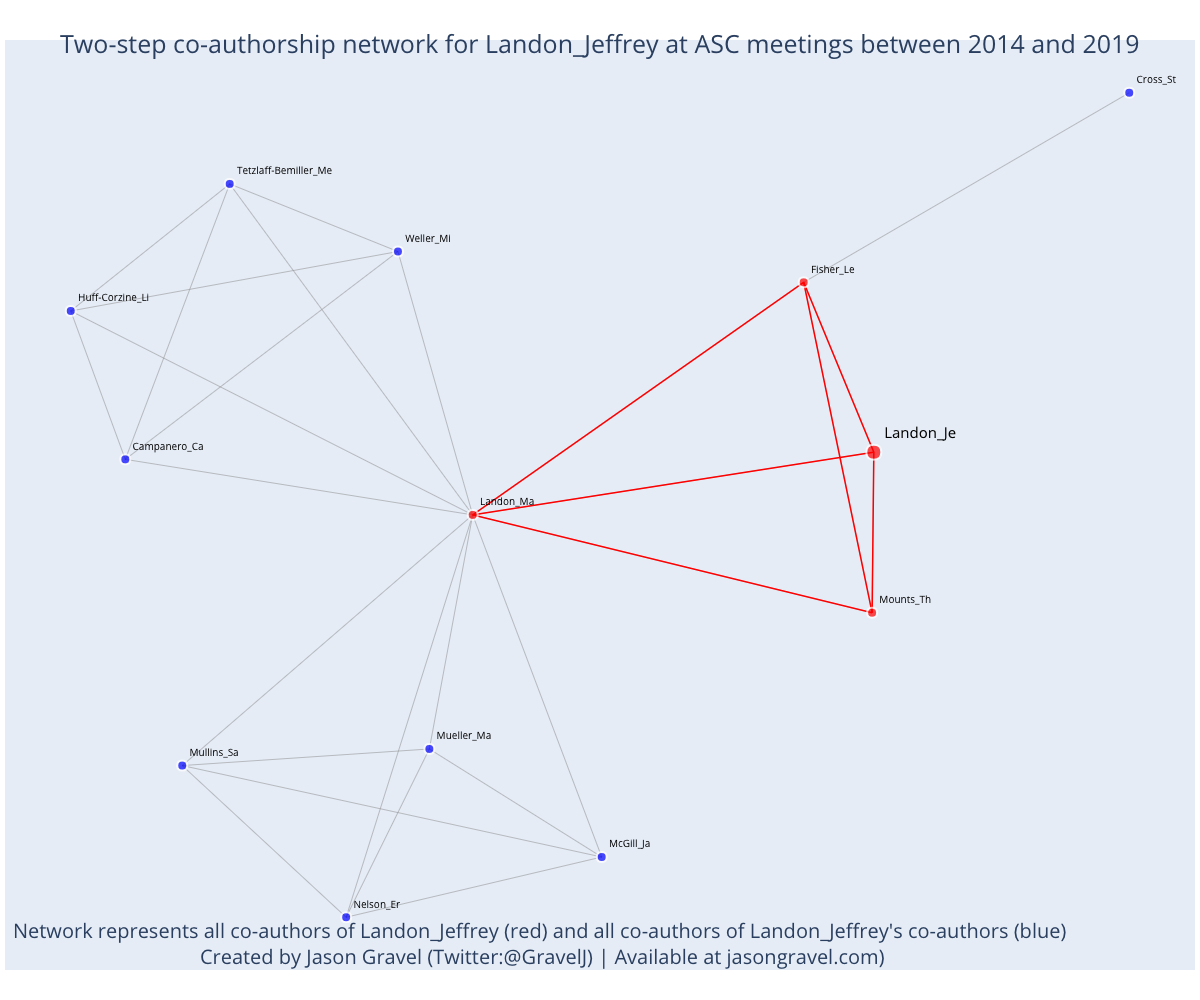 Two-step co-authorship network for Landon_Jeffrey at ASC meetings between 2014 and 2019
Cross_St
Tetzlaff-Bemiller_Me
Weller_Mi
Fisher_Le
Huff-Corzine_Li
Landon_Je
Campanero_Ca
Landon_Ma
Mounts_Th
Mueller_Ma
Mullins_Sa
McGill_Ja
Nelson_Er
Network represents all co-authors of Landon_Jeffrey (red) and all co-authors of Landon_Jeffrey's co-authors (blue)
Created by Jason Gravel (Twitter:@GravelJ) | Available at jasongravel.com)